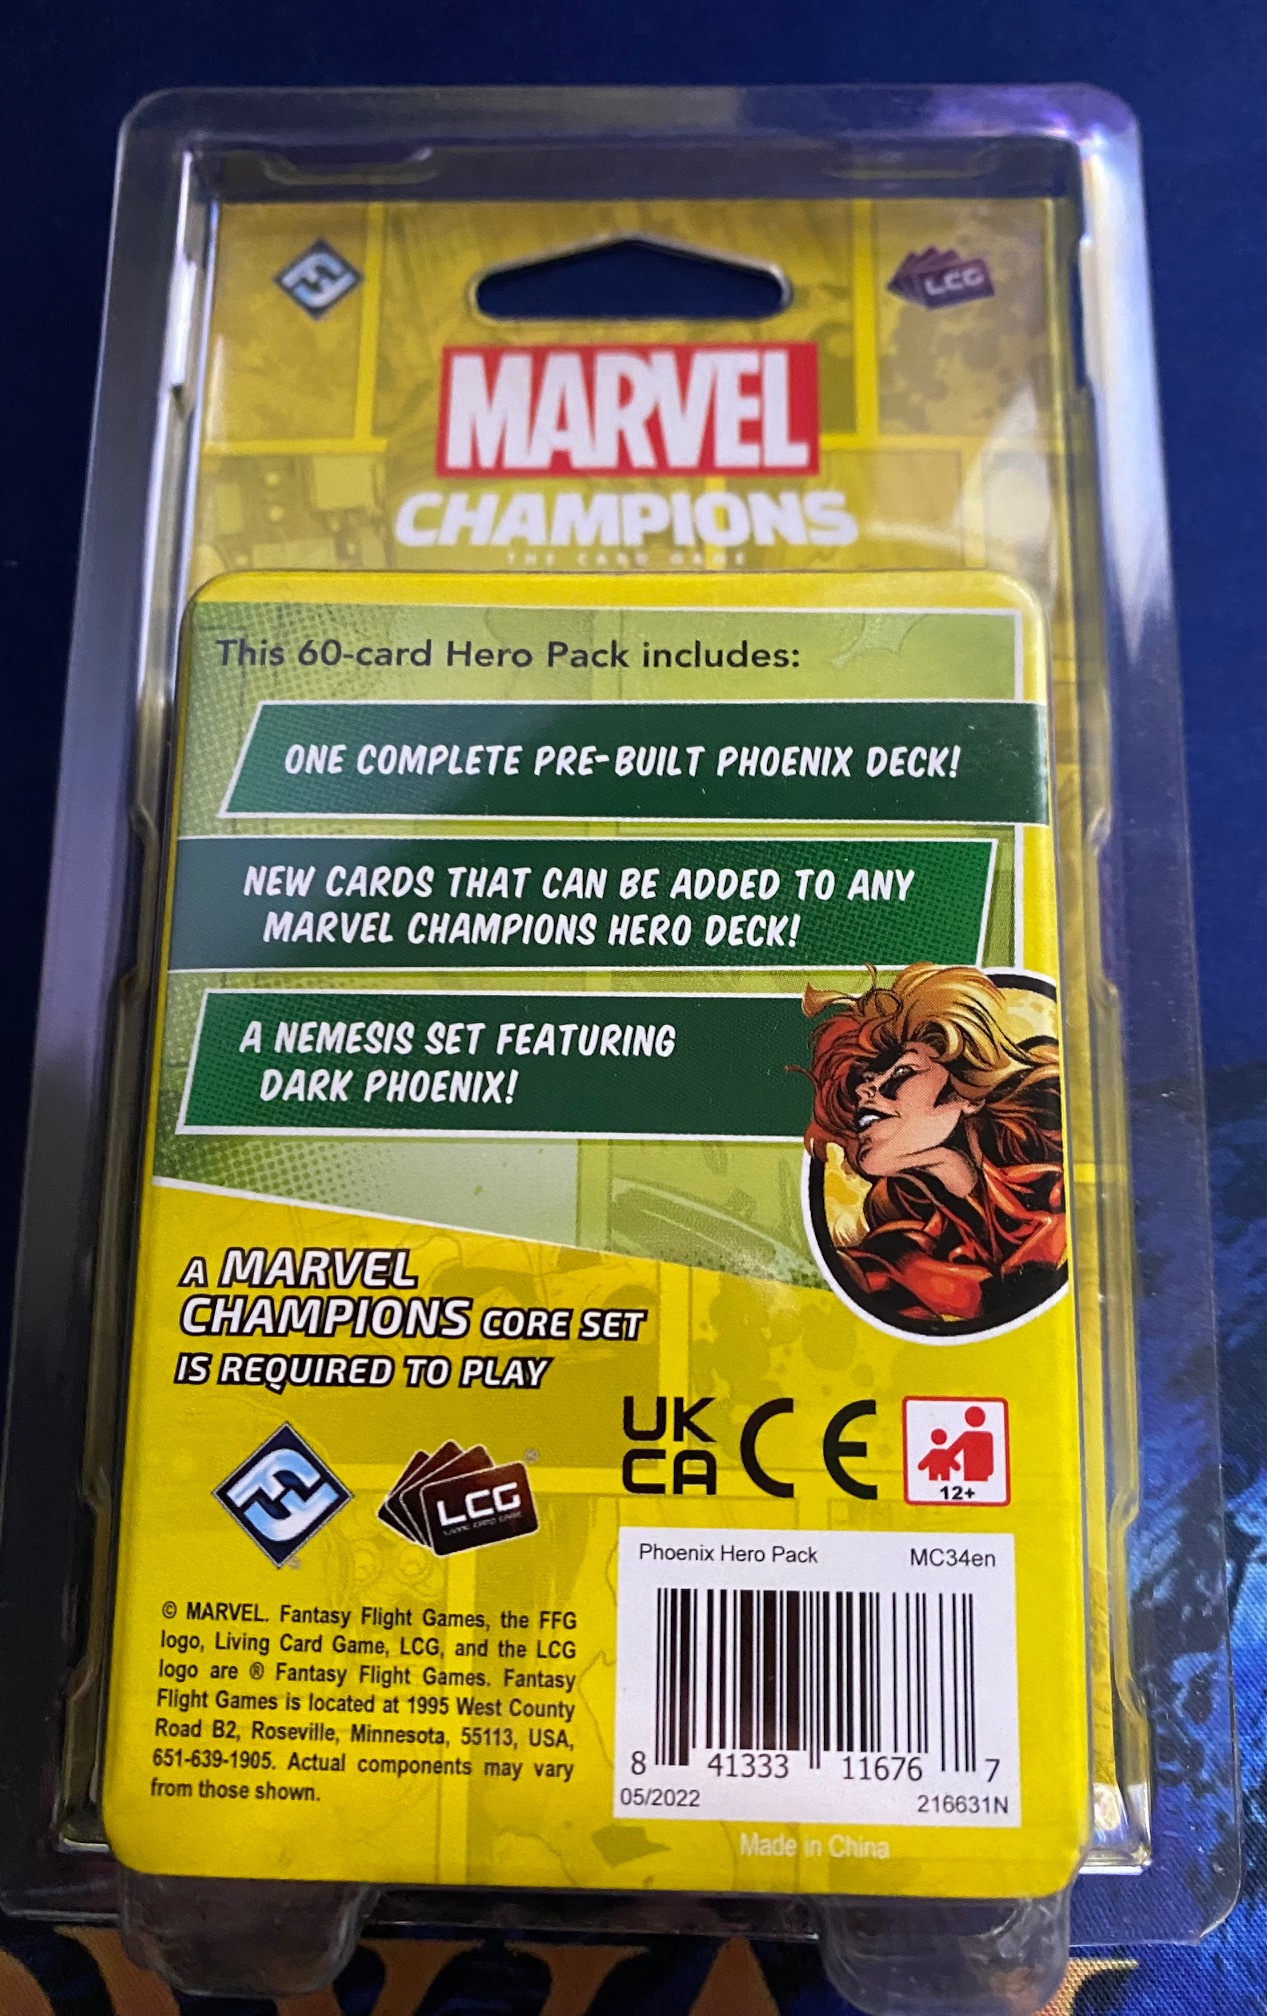 LCG
MARVEL
CHAMPIONS
THE CARD GAME
This 60-card Hero Pack includes:
ONE COMPLETE PRE-BUILT PHOENIX DECK!
NEW CARDS THAT CAN BE ADDED TO ANY
MARVEL CHAMPIONS HERO DECK!
A NEMESIS SET FEATURING
DARK PHOENIX!
A MARVEL
CHAMPIONS CORE SET
IS REQUIRED TO PLAY
UK
CA CE
12+
LCG
LIVING CARD GAME
®
Phoenix Hero Pack MC34en
8 41333 11676 7
05/2022 216631N
Made in China
© MARVEL. Fantasy Flight Games, the FFG
logo, Living Card Game, LCG, and the LCG
logo are ® Fantasy Flight Games. Fantasy
Flight Games is located at 1995 West County
Road B2, Roseville, Minnesota, 55113, USA,
651-639-1905. Actual components may vary
from those shown.